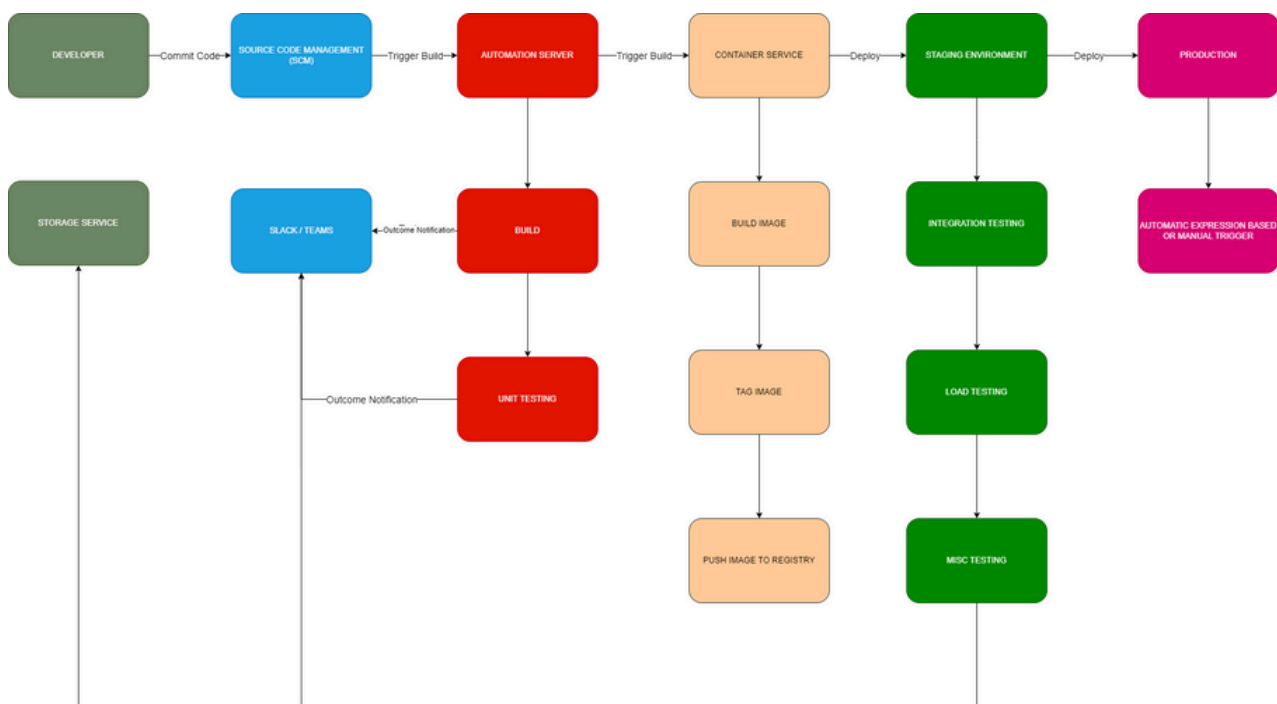 DEVELOPER
Commit Code
SOURCE CODE MANAGEMENT
(SCM)
Trigger Build
AUTOMATION SERVER
Trigger Build
CONTAINER SERVICE
Deploy
STAGING ENVIRONMENT
Deploy
PRODUCTION
STORAGE SERVICE
SLACK / TEAMS
Outcome Notification
BUILD
BUILD IMAGE
INTEGRATION TESTING
AUTOMATIC EXPRESSION BASED
OR MANUAL TRIGGER
Outcome Notification
UNIT TESTING
TAG IMAGE
LOAD TESTING
PUSH IMAGE TO REGISTRY
MISC TESTING